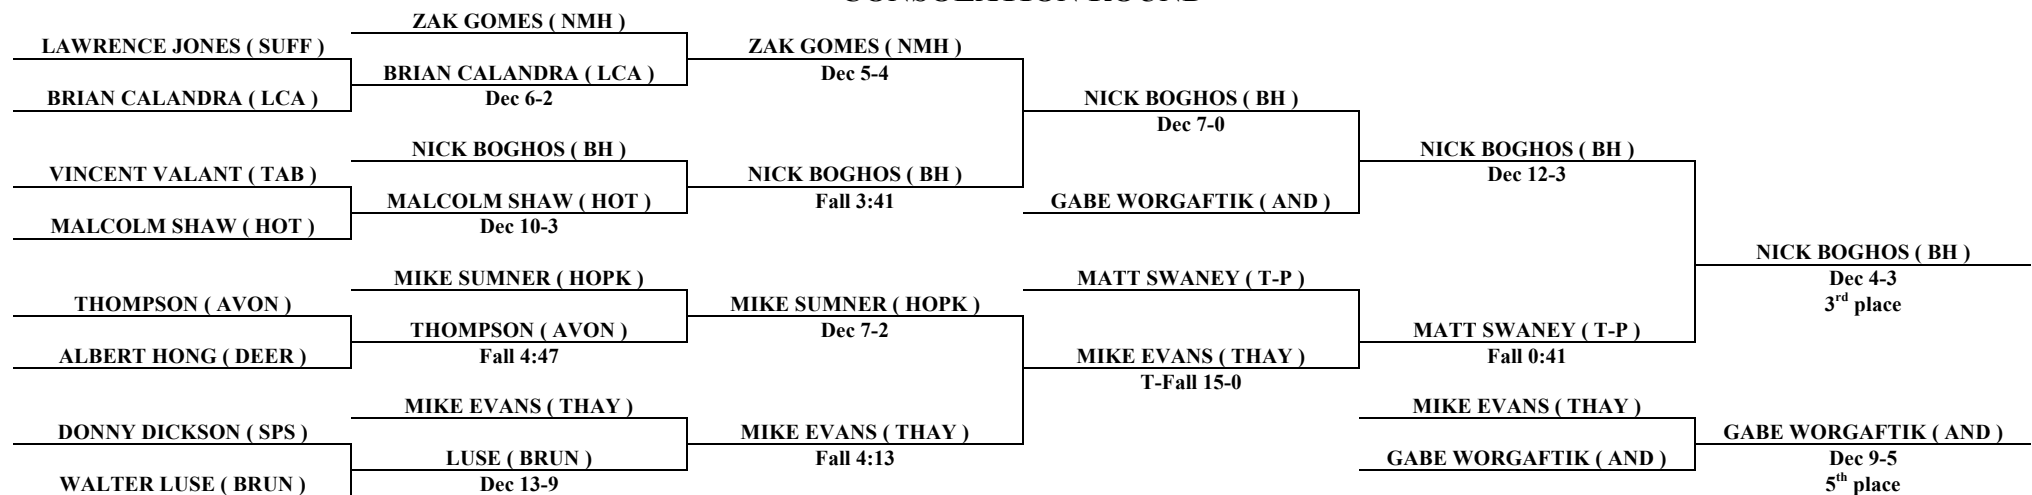 CONSOLATION ROUND
ZAK GOMES ( NMH )
LAWRENCE JONES ( SUFF )
ZAK GOMES ( NMH )
BRIAN CALANDRA ( LCA )
Dec 5-4
BRIAN CALANDRA ( LCA )
Dec 6-2
NICK BOGHOS ( BH )
Dec 7-0
NICK BOGHOS ( BH )
NICK BOGHOS ( BH )
VINCENT VALANT ( TAB )
NICK BOGHOS ( BH )
Dec 12-3
MALCOLM SHAW ( HOT )
Fall 3:41
GABE WORGAFTIK ( AND )
MALCOLM SHAW ( HOT )
Dec 10-3
NICK BOGHOS ( BH )
MIKE SUMNER ( HOPK )
MATT SWANEY ( T-P )
Dec 4-3
THOMPSON ( AVON )
MIKE SUMNER ( HOPK )
3rd place
THOMPSON ( AVON )
Dec 7-2
MATT SWANEY ( T-P )
ALBERT HONG ( DEER )
Fall 4:47
MIKE EVANS ( THAY )
Fall 0:41
T-Fall 15-0
MIKE EVANS ( THAY )
MIKE EVANS ( THAY )
DONNY DICKSON ( SPS )
MIKE EVANS ( THAY )
GABE WORGAFTIK ( AND )
LUSE ( BRUN )
Fall 4:13
GABE WORGAFTIK ( AND )
Dec 9-5
WALTER LUSE ( BRUN )
Dec 13-9
5th place